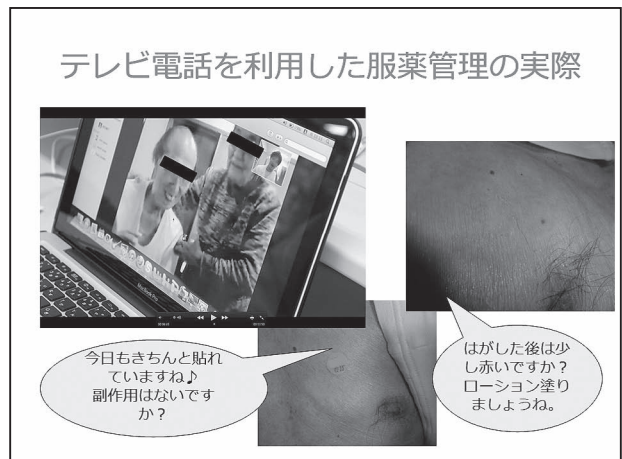 テレビ電話を利用した服薬管理の実際
今日もきちんと貼れ
ていますね♪
副作用はないです
か？
はがした後は少
し赤いですか？
ローション塗り
ましょうね。